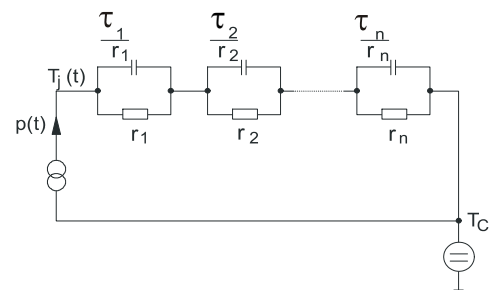 τ1 τ2 τn
r1 r2 rn
Tj (t)
p(t)
r1 r2 rn
TC